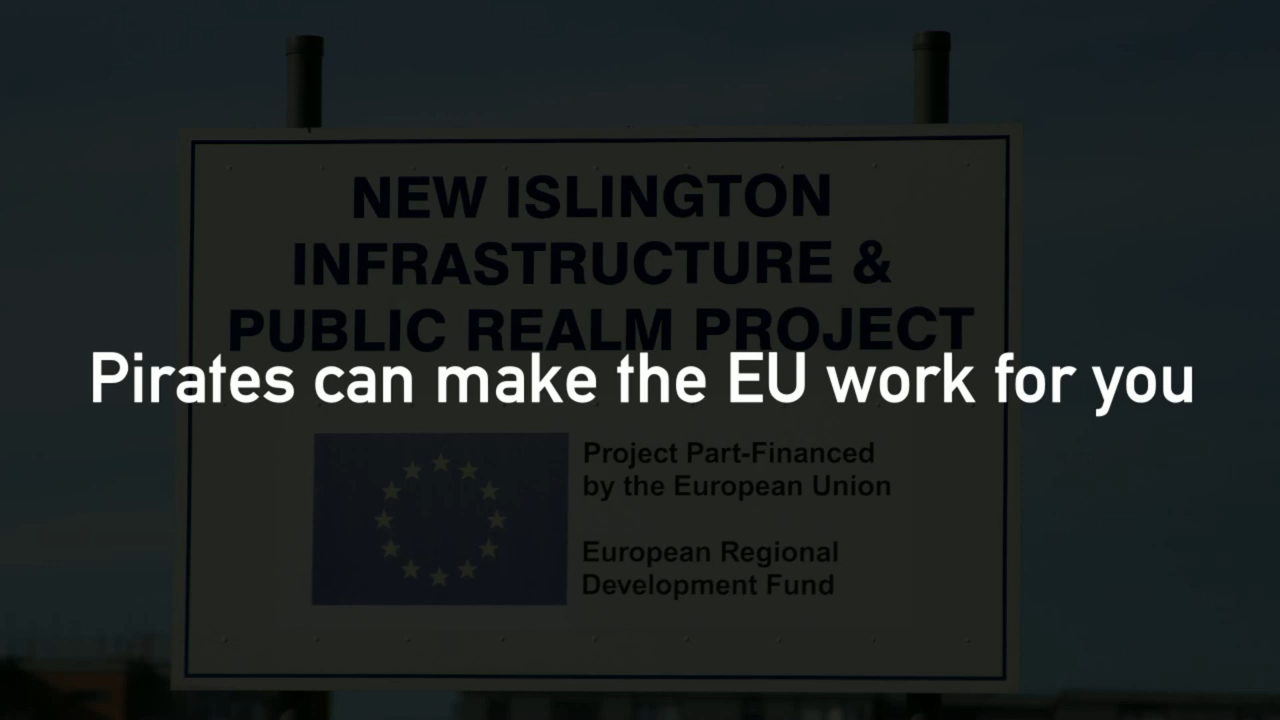 NEW ISLINGTON
INFRASTRUCTURE &
PUBLIC REALM PROJECT
Pirates can make the EU work for you
Project Part-Financed
by the European Union
European Regional
Development Fund